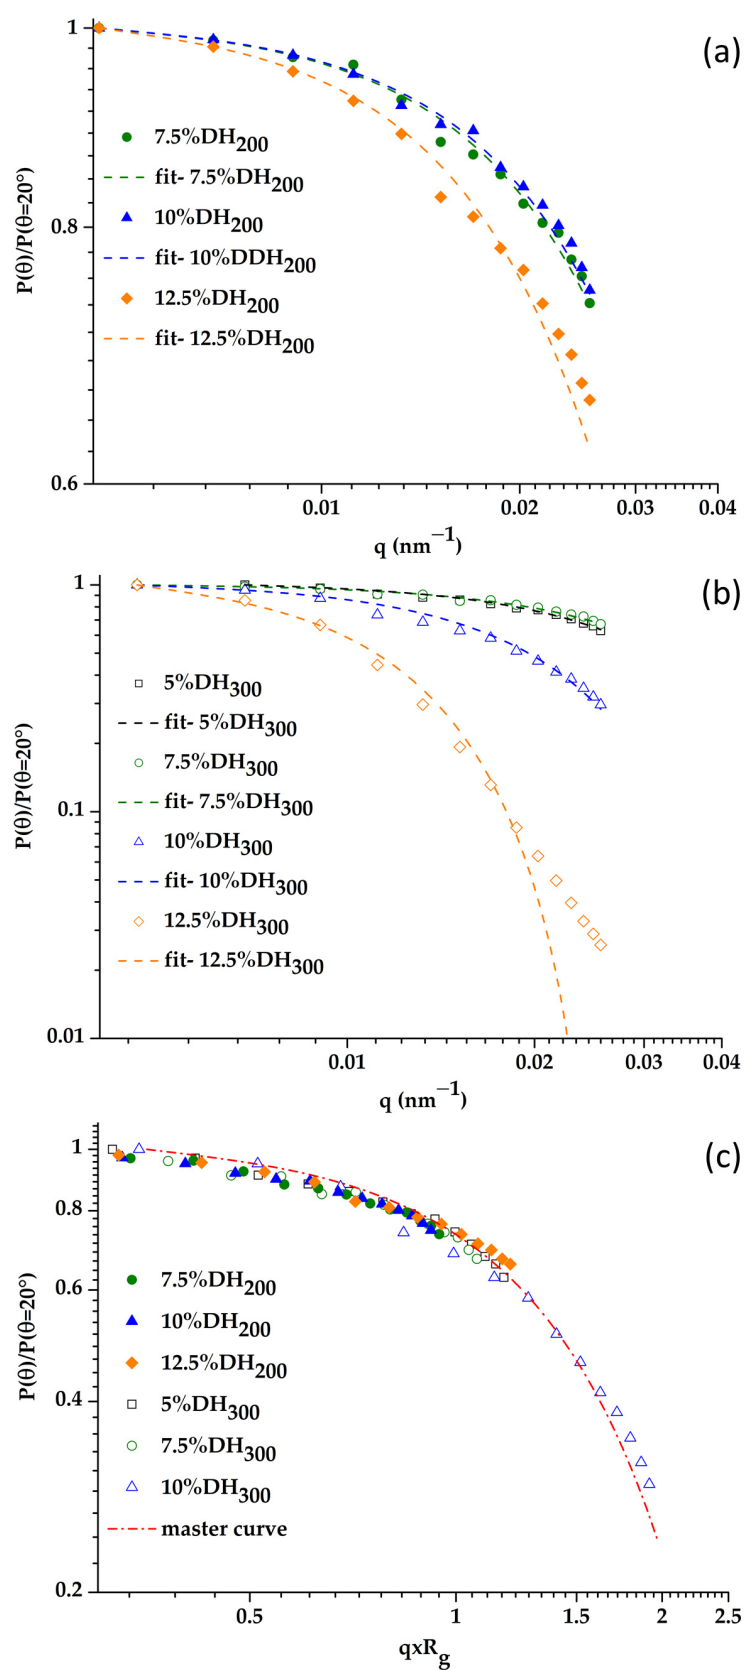 (a)
1
0.8
0.6
P(θ)/P(θ=20°)
7.5%DH200
fit- 7.5%DH200
10%DH200
fit- 10%DDH200
12.5%DH200
fit- 12.5%DH200
0.01 0.02 0.03 0.04
q (nm−1)
(b)
1
0.1
0.01
P(θ)/P(θ=20°)
5%DH300
fit- 5%DH300
7.5%DH300
fit- 7.5%DH300
10%DH300
fit- 10%DH300
12.5%DH300
fit- 12.5%DH300
0.01 0.02 0.03 0.04
q (nm−1)
(c)
1
0.8
0.6
0.4
0.2
P(θ)/P(θ=20°)
7.5%DH200
10%DH200
12.5%DH200
5%DH300
7.5%DH300
10%DH300
master curve
0.5 1 1.5 2 2.5
qxRg